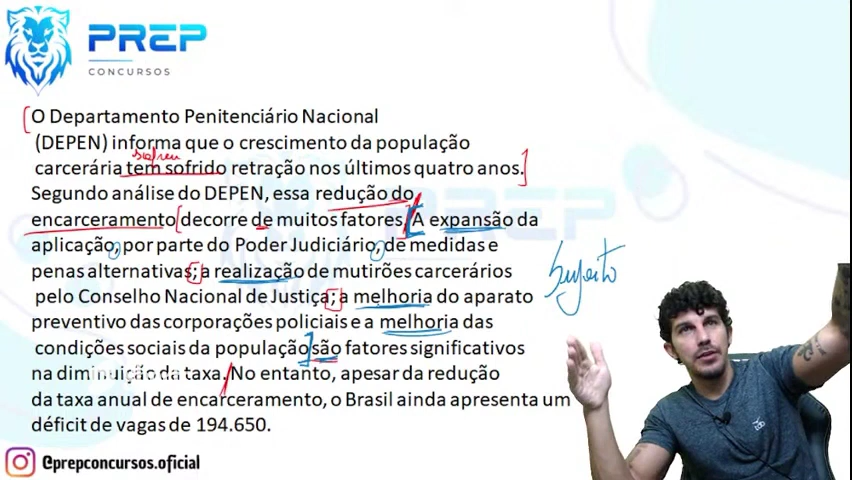 PREP
CONCURSOS
O Departamento Penitenciário Nacional
(DEPEN) informa que o crescimento da população
sofreu
carcerária tem sofrido retração nos últimos quatro anos.
Segundo análise do DEPEN, essa redução do
encarceramento decorre de muitos fatores. A expansão da
aplicação, por parte do Poder Judiciário, de medidas e
penas alternativas; a realização de mutirões carcerários
pelo Conselho Nacional de Justiça; a melhoria do aparato
preventivo das corporações policiais e a melhoria das
condições sociais da população são fatores significativos
na diminuição da taxa. No entanto, apesar da redução
da taxa anual de encarceramento, o Brasil ainda apresenta um
déficit de vagas de 194.650.
Sujeito
@prepconcursos.oficial